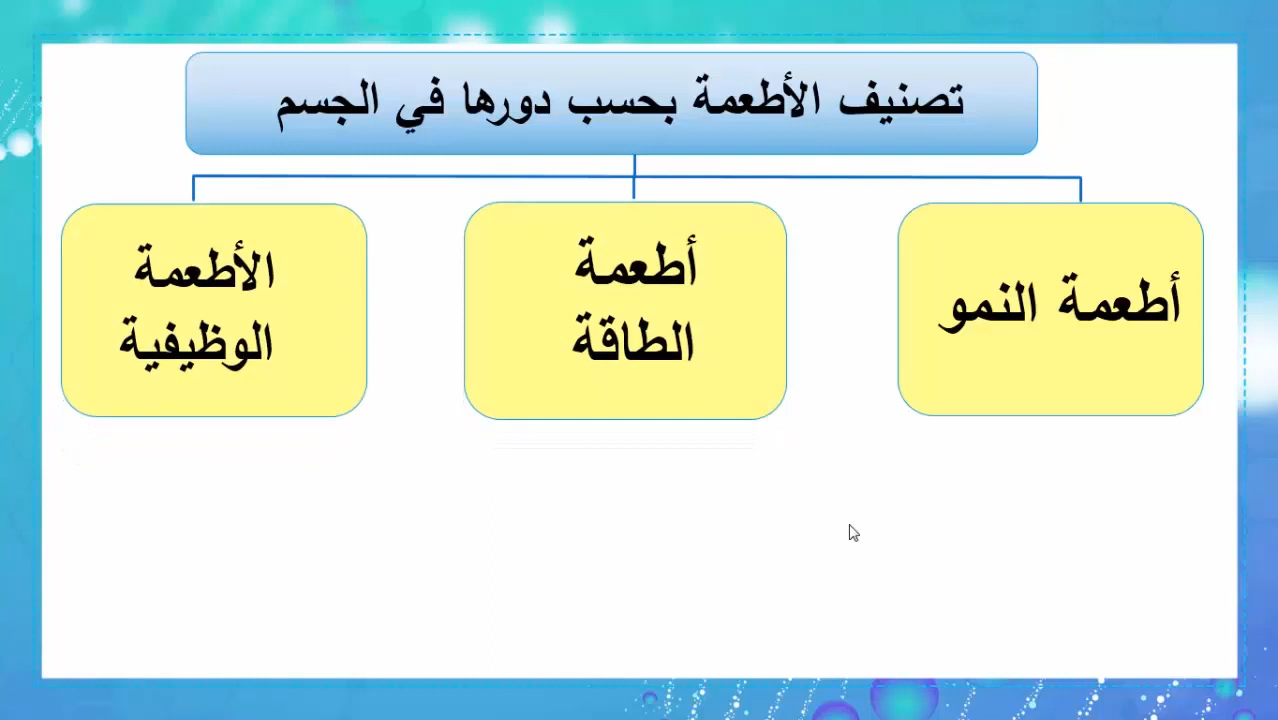 تصنيف الأطعمة بحسب دورها في الجسم
أطعمة النمو
أطعمة
الطاقة
الأطعمة
الوظيفية